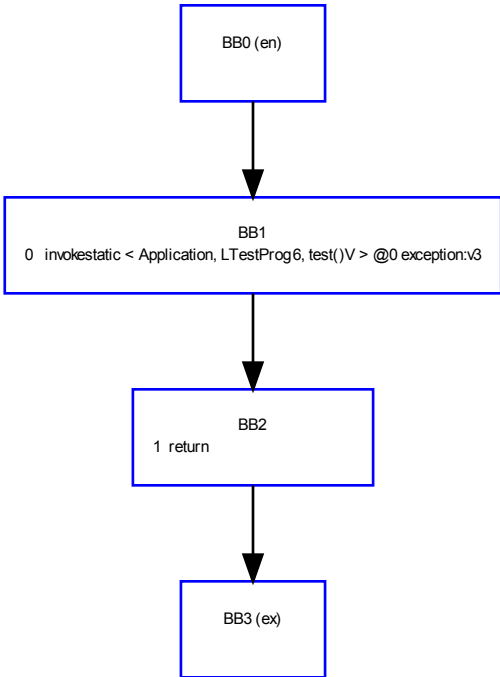 BB0 (en)
BB1
0 invokestatic < Application, LTestProg6, test()V > @0 exception:v3
BB2
1 return
BB3 (ex)